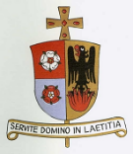 SERVITE DOMINO IN LAETITIA